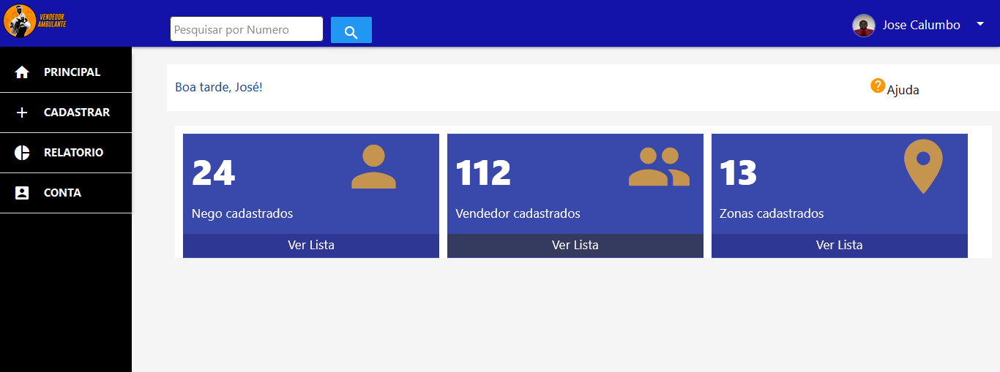 VENDEDOR
AMBULANTE
Pesquisar por Numero
Jose Calumbo
PRINCIPAL
CADASTRAR
RELATORIO
CONTA
Boa tarde, José!
? Ajuda
24
Nego cadastrados
Ver Lista
112
Vendedor cadastrados
Ver Lista
13
Zonas cadastrados
Ver Lista